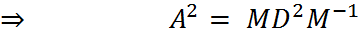 ⇒ 𝐴² = 𝑀𝐷²𝑀⁻¹